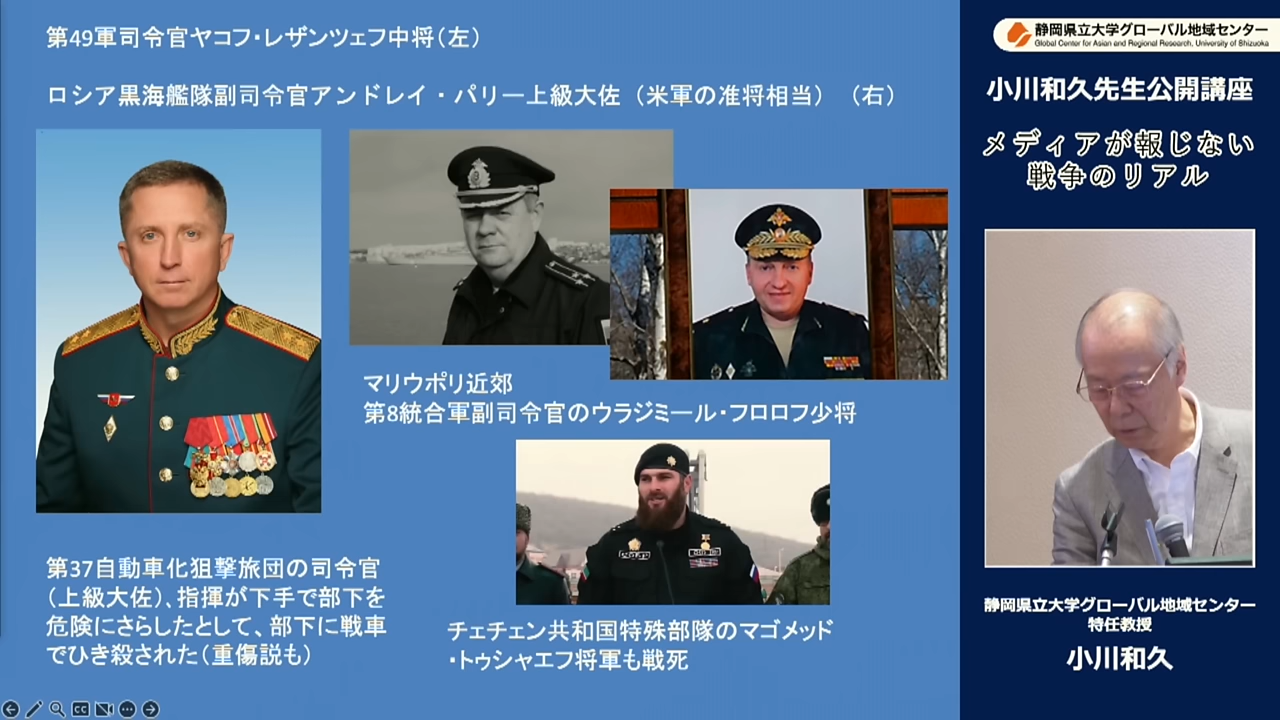 第49軍司令官ヤコフ・レザンツェフ中将（左）
ロシア黒海艦隊副司令官アンドレイ・パリー上級大佐（米軍の准将相当）（右）
マリウポリ近郊
第8統合軍副司令官のウラジミール・フロロフ少将
第37自動車化狙撃旅団の司令官
（上級大佐）、指揮が下手で部下を
危険にさらしたとして、部下に戦車
でひき殺された（重傷説も）
チェチェン共和国特殊部隊のマゴメッド
・トゥシャエフ将軍も戦死
CC
静岡県立大学グローバル地域センター
Global Center for Asian and Regional Research, University of Shizuoka
小川和久先生公開講座
メディアが報じない
戦争のリアル
静岡県立大学グローバル地域センター
特任教授
小川和久